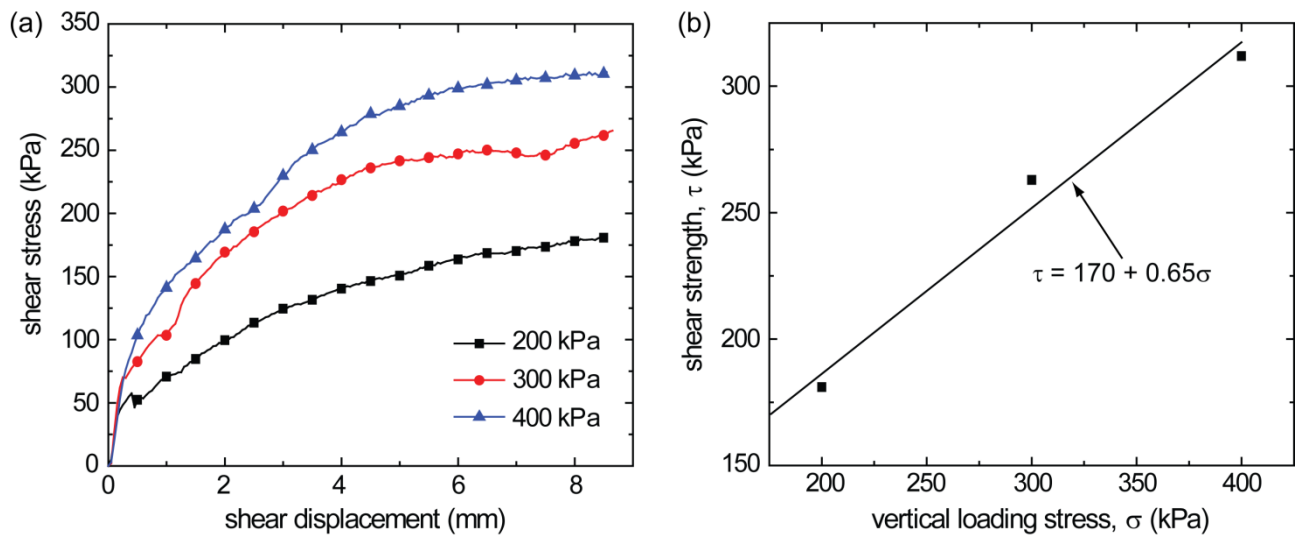 (a)
350
300
250
200
150
100
50
0
shear stress (kPa)
200 kPa
300 kPa
400 kPa
0 2 4 6 8
shear displacement (mm)
(b)
300
250
200
150
shear strength, τ (kPa)
τ = 170 + 0.65σ
200 250 300 350 400
vertical loading stress, σ (kPa)